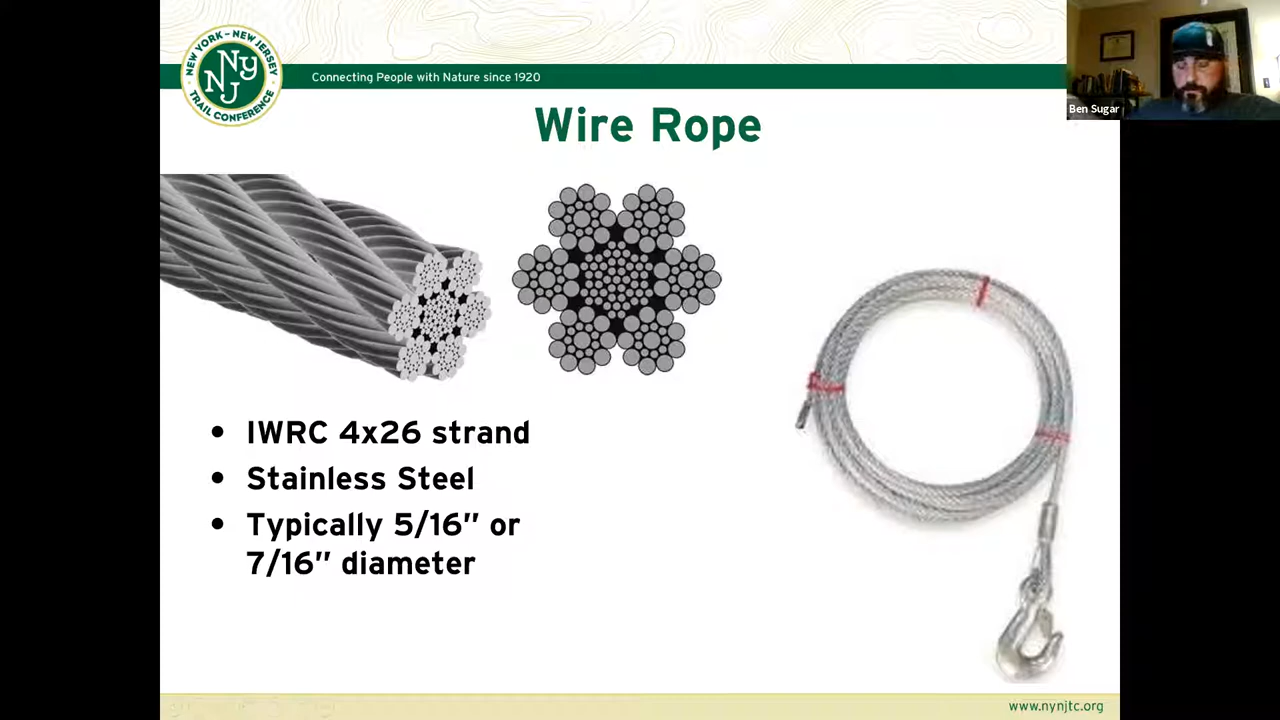 NEW YORK – NEW JERSEY
NY
NJ
TRAIL CONFERENCE
Connecting People with Nature since 1920
Ben Sugar
Wire Rope
• IWRC 4x26 strand
• Stainless Steel
• Typically 5/16” or
7/16” diameter
www.nynjtc.org